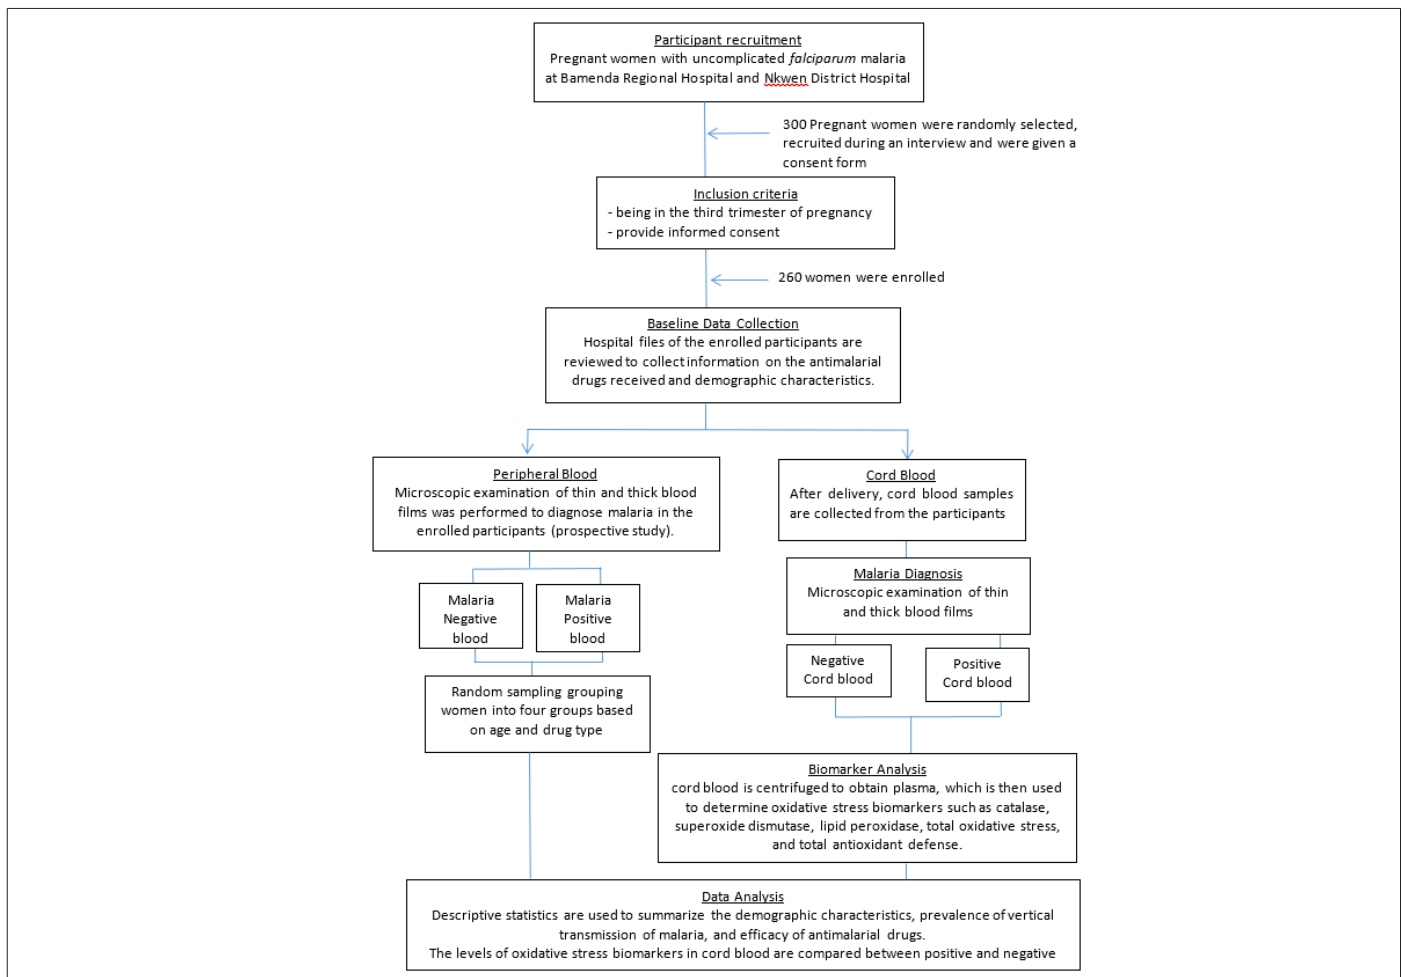 Participant recruitment
Pregnant women with uncomplicated falciparum malaria
at Bamenda Regional Hospital and Nkwen District Hospital
300 Pregnant women were randomly selected,
recruited during an interview and were given a
consent form
Inclusion criteria
- being in the third trimester of pregnancy
- provide informed consent
260 women were enrolled
Baseline Data Collection
Hospital files of the enrolled participants are
reviewed to collect information on the antimalarial
drugs received and demographic characteristics.
Peripheral Blood
Microscopic examination of thin and thick blood
films was performed to diagnose malaria in the
enrolled participants (prospective study).
Cord Blood
After delivery, cord blood samples
are collected from the participants
Malaria
Negative
blood
Malaria
Positive
blood
Malaria Diagnosis
Microscopic examination of thin
and thick blood films
Negative
Cord blood
Positive
Cord blood
Random sampling grouping
women into four groups based
on age and drug type
Biomarker Analysis
cord blood is centrifuged to obtain plasma, which is then used
to determine oxidative stress biomarkers such as catalase,
superoxide dismutase, lipid peroxidase, total oxidative stress,
and total antioxidant defense.
Data Analysis
Descriptive statistics are used to summarize the demographic characteristics, prevalence of vertical
transmission of malaria, and efficacy of antimalarial drugs.
The levels of oxidative stress biomarkers in cord blood are compared between positive and negative